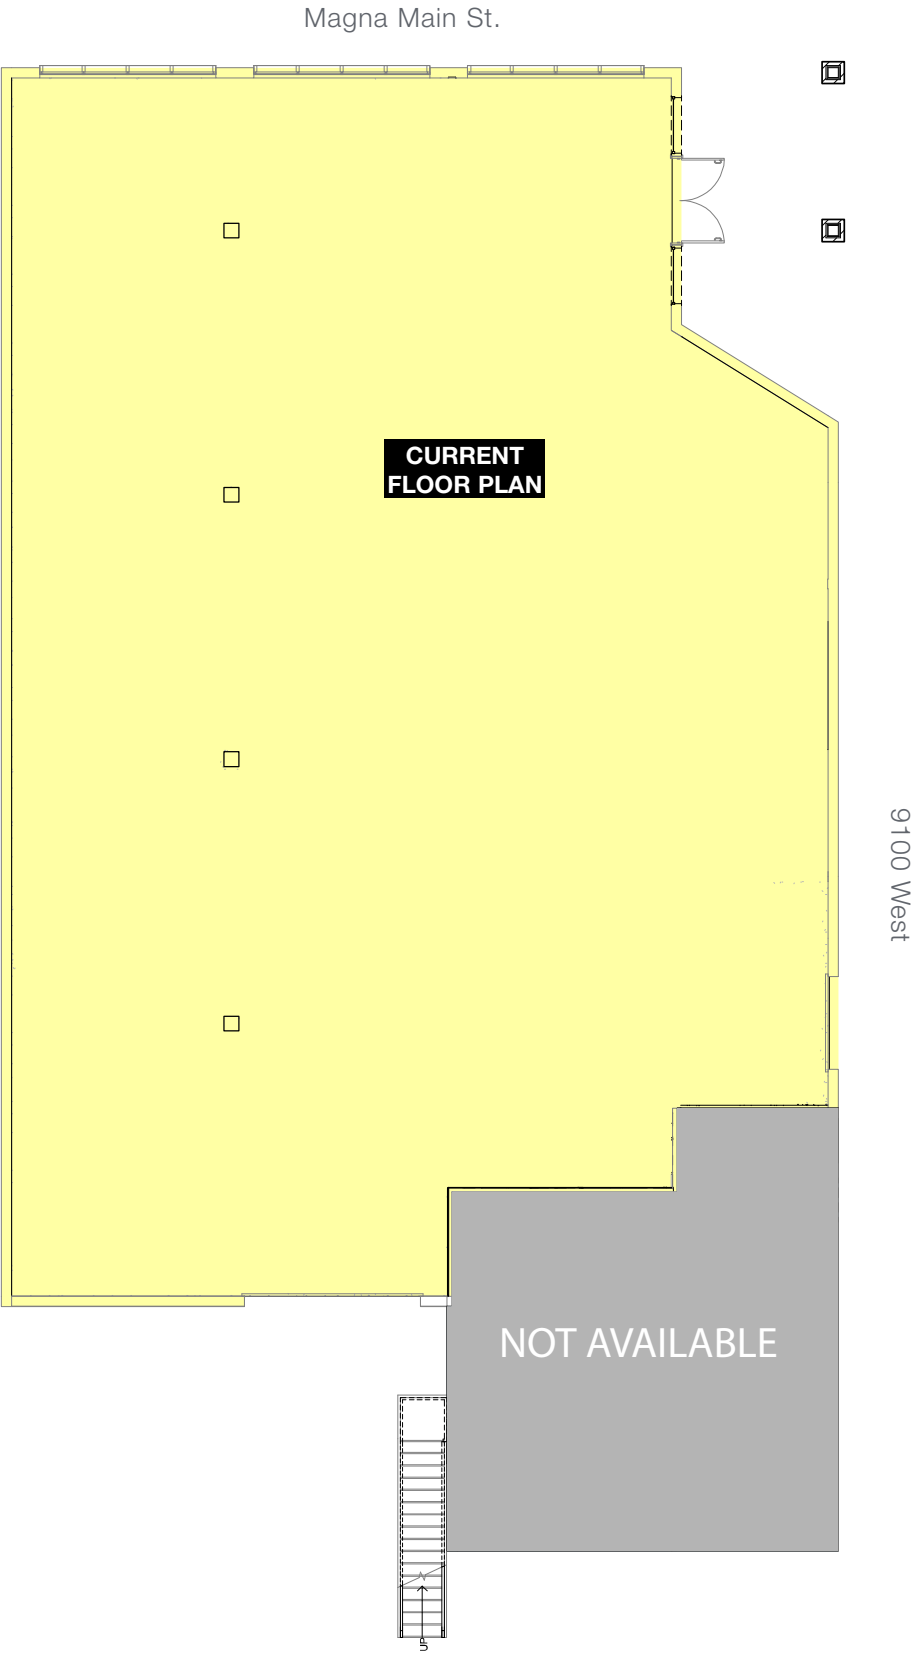 Magna Main St.
CURRENT
FLOOR PLAN
9100 West
NOT AVAILABLE
UP